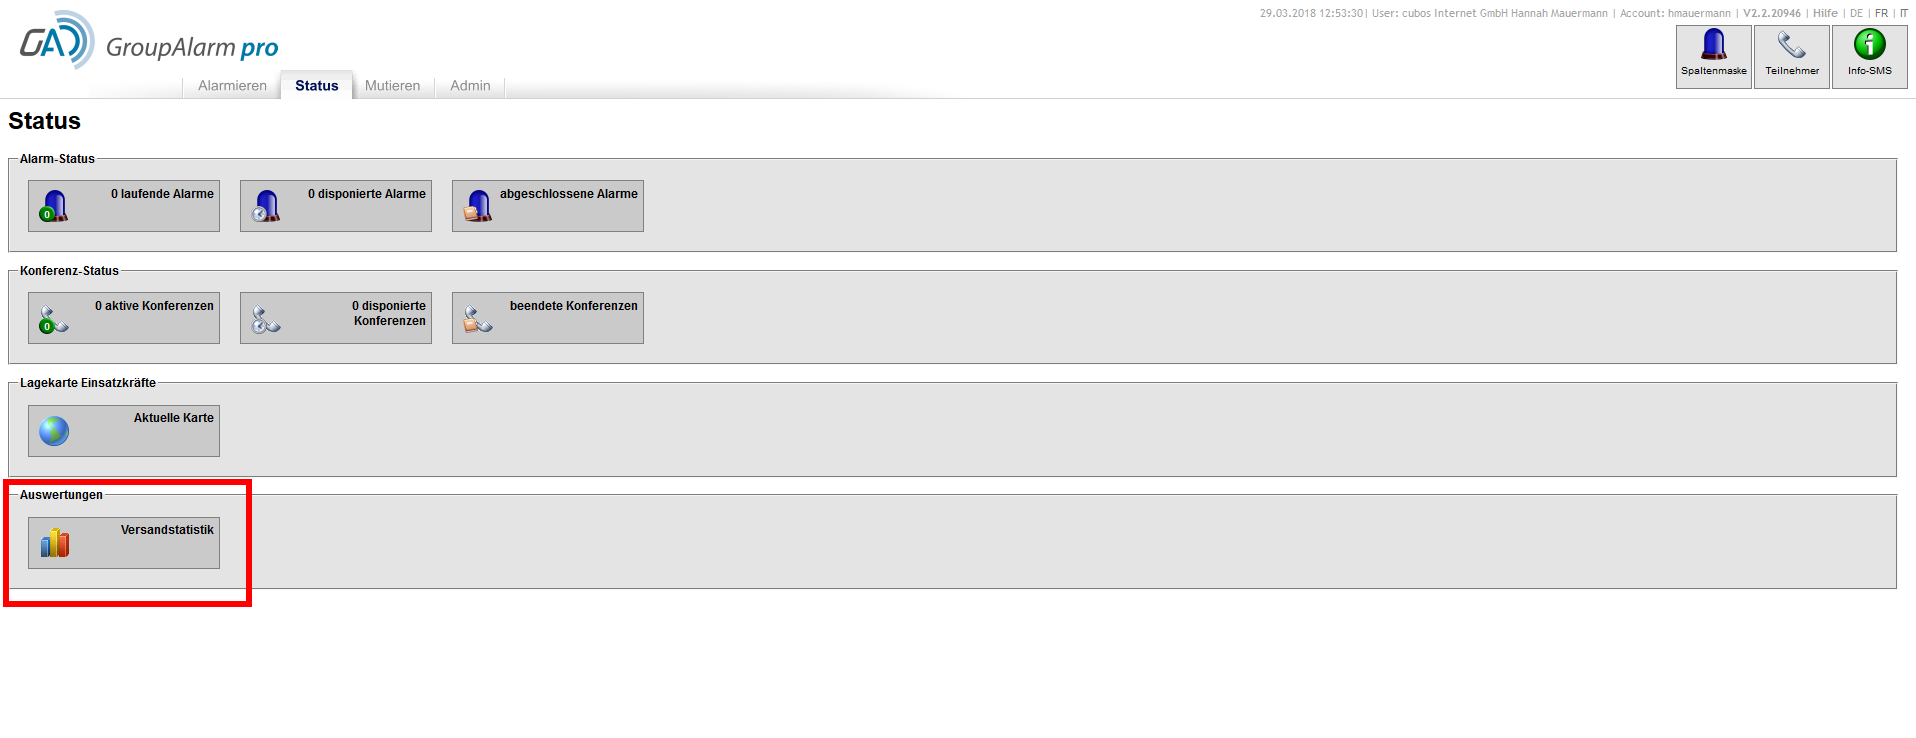 29.03.2018 12:53:30| User: cubos Internet GmbH Hannah Mauermann | Account: hmauermann | V2.2.20946 | Hilfe | DE | FR | IT
GAD
GroupAlarm pro
Spaltenmaske Teilnehmer Info-SMS
Alarmieren Status Mutieren Admin
Status
Alarm-Status
0 laufende Alarme 0 disponierte Alarme abgeschlossene Alarme
0
Konferenz-Status
0 aktive Konferenzen 0 disponierte beendete Konferenzen
Konferenzen
0
Lagekarte Einsatzkräfte
Aktuelle Karte
Auswertungen
Versandstatistik